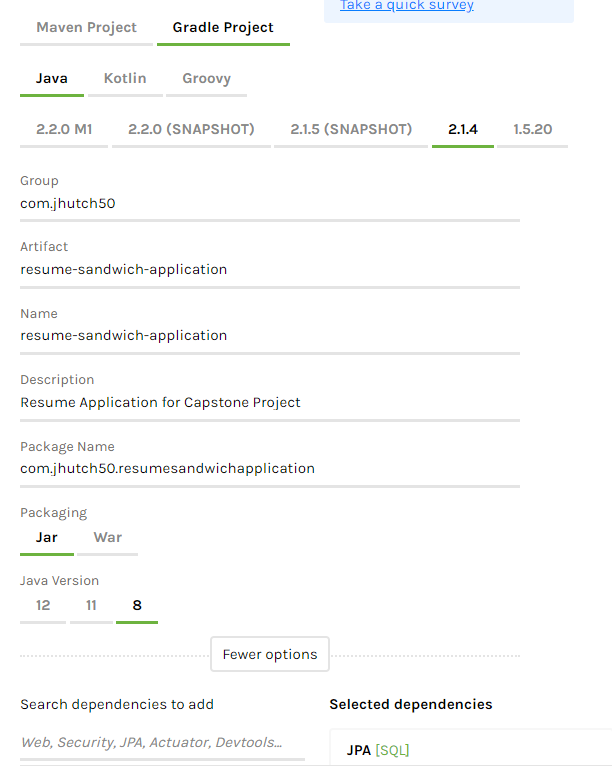 Take a quick survey
Maven Project Gradle Project
Java Kotlin Groovy
2.2.0 M1 2.2.0 (SNAPSHOT) 2.1.5 (SNAPSHOT) 2.1.4 1.5.20
Group
com.jhutch50
Artifact
resume-sandwich-application
Name
resume-sandwich-application
Description
Resume Application for Capstone Project
Package Name
com.jhutch50.resumesandwichapplication
Packaging
Jar War
Java Version
12 11 8
Fewer options
Search dependencies to add Selected dependencies
Web, Security, JPA, Actuator, Devtools...
JPA [SQL]